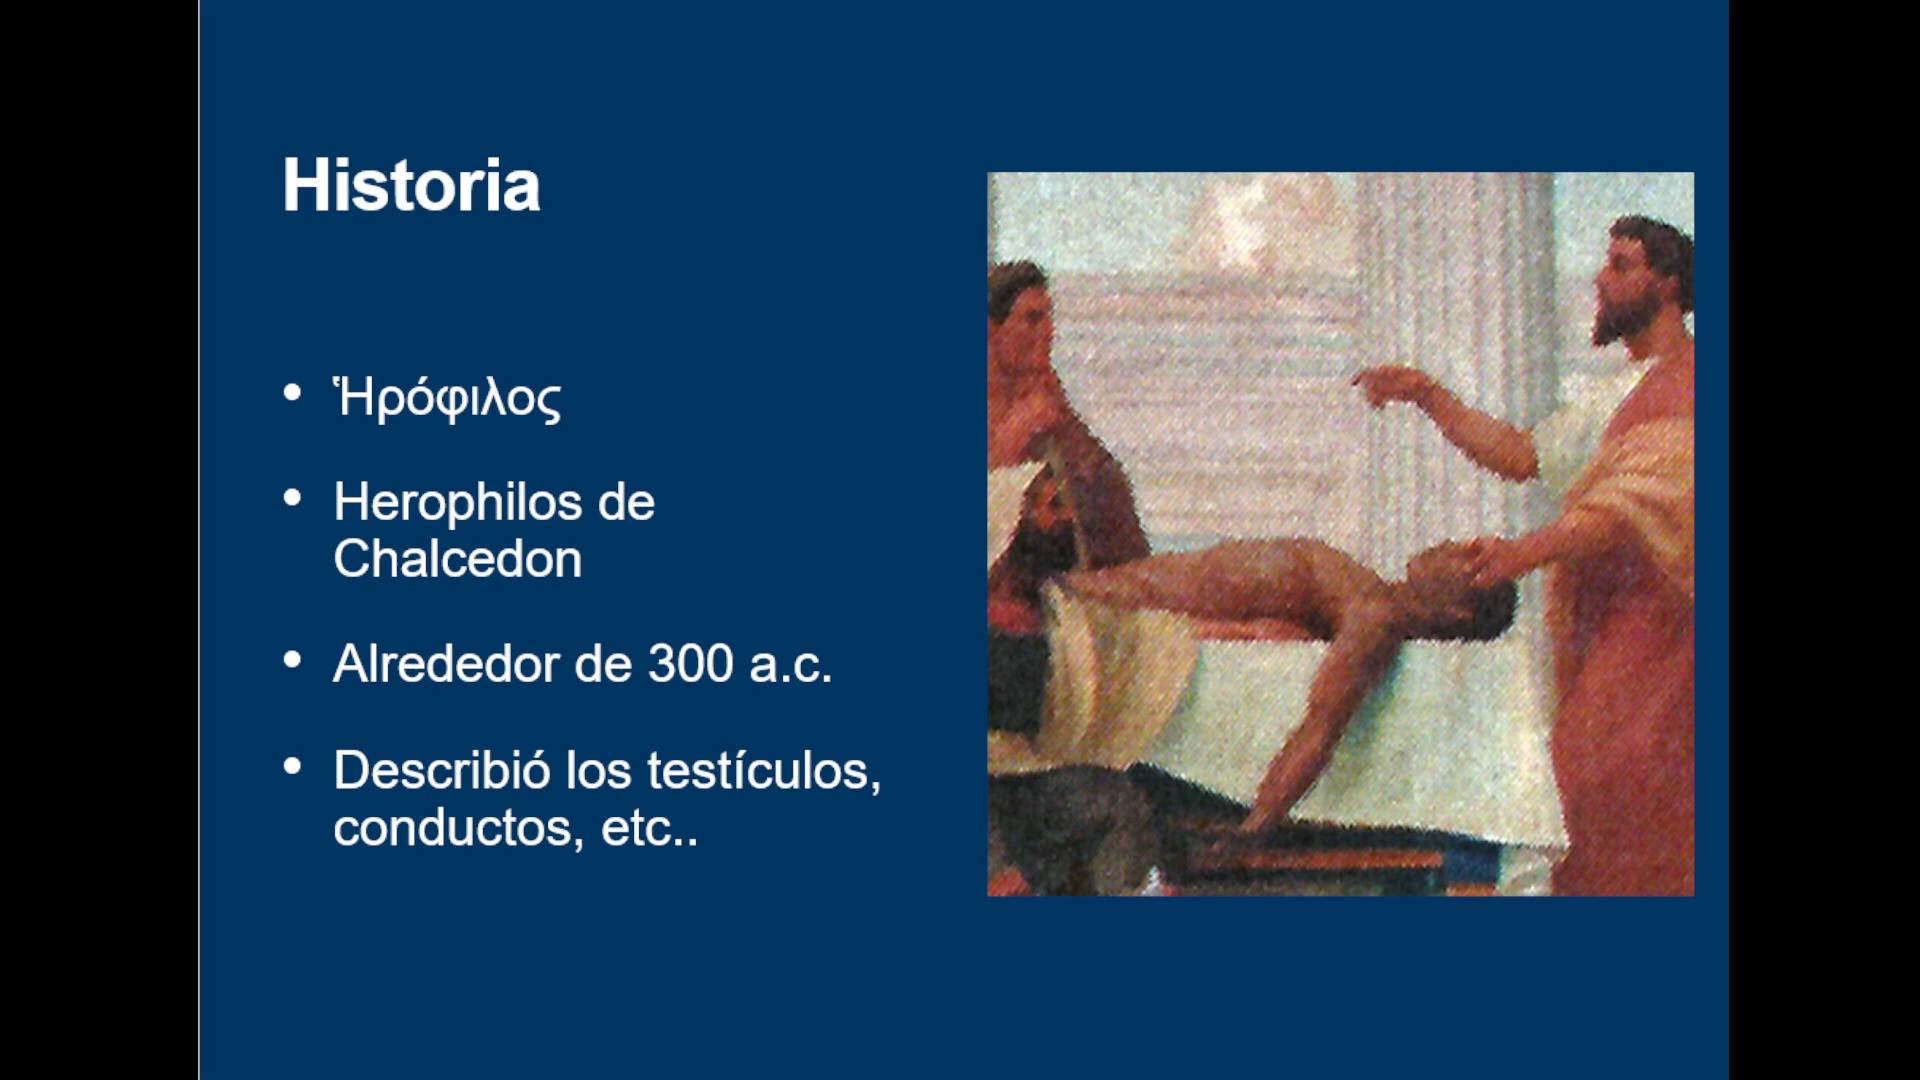 Historia
Ἡρόφιλος
Herophilos de
Chalcedon
Alrededor de 300 a.c.
Describió los testículos,
conductos, etc..